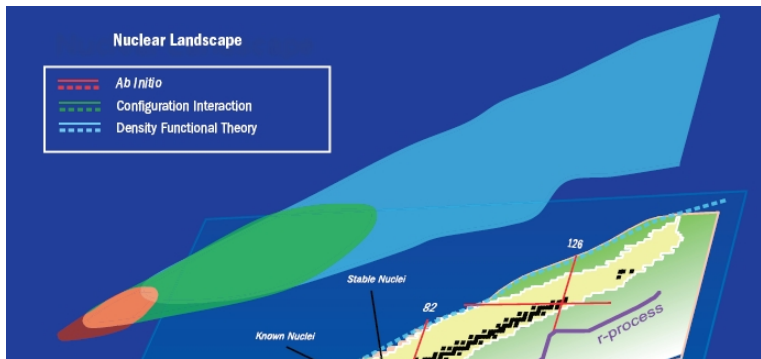 Nuclear Landscape
Ab Initio
Configuration Interaction
Density Functional Theory
126
Stable Nuclei
82
r-process
Known Nuclei